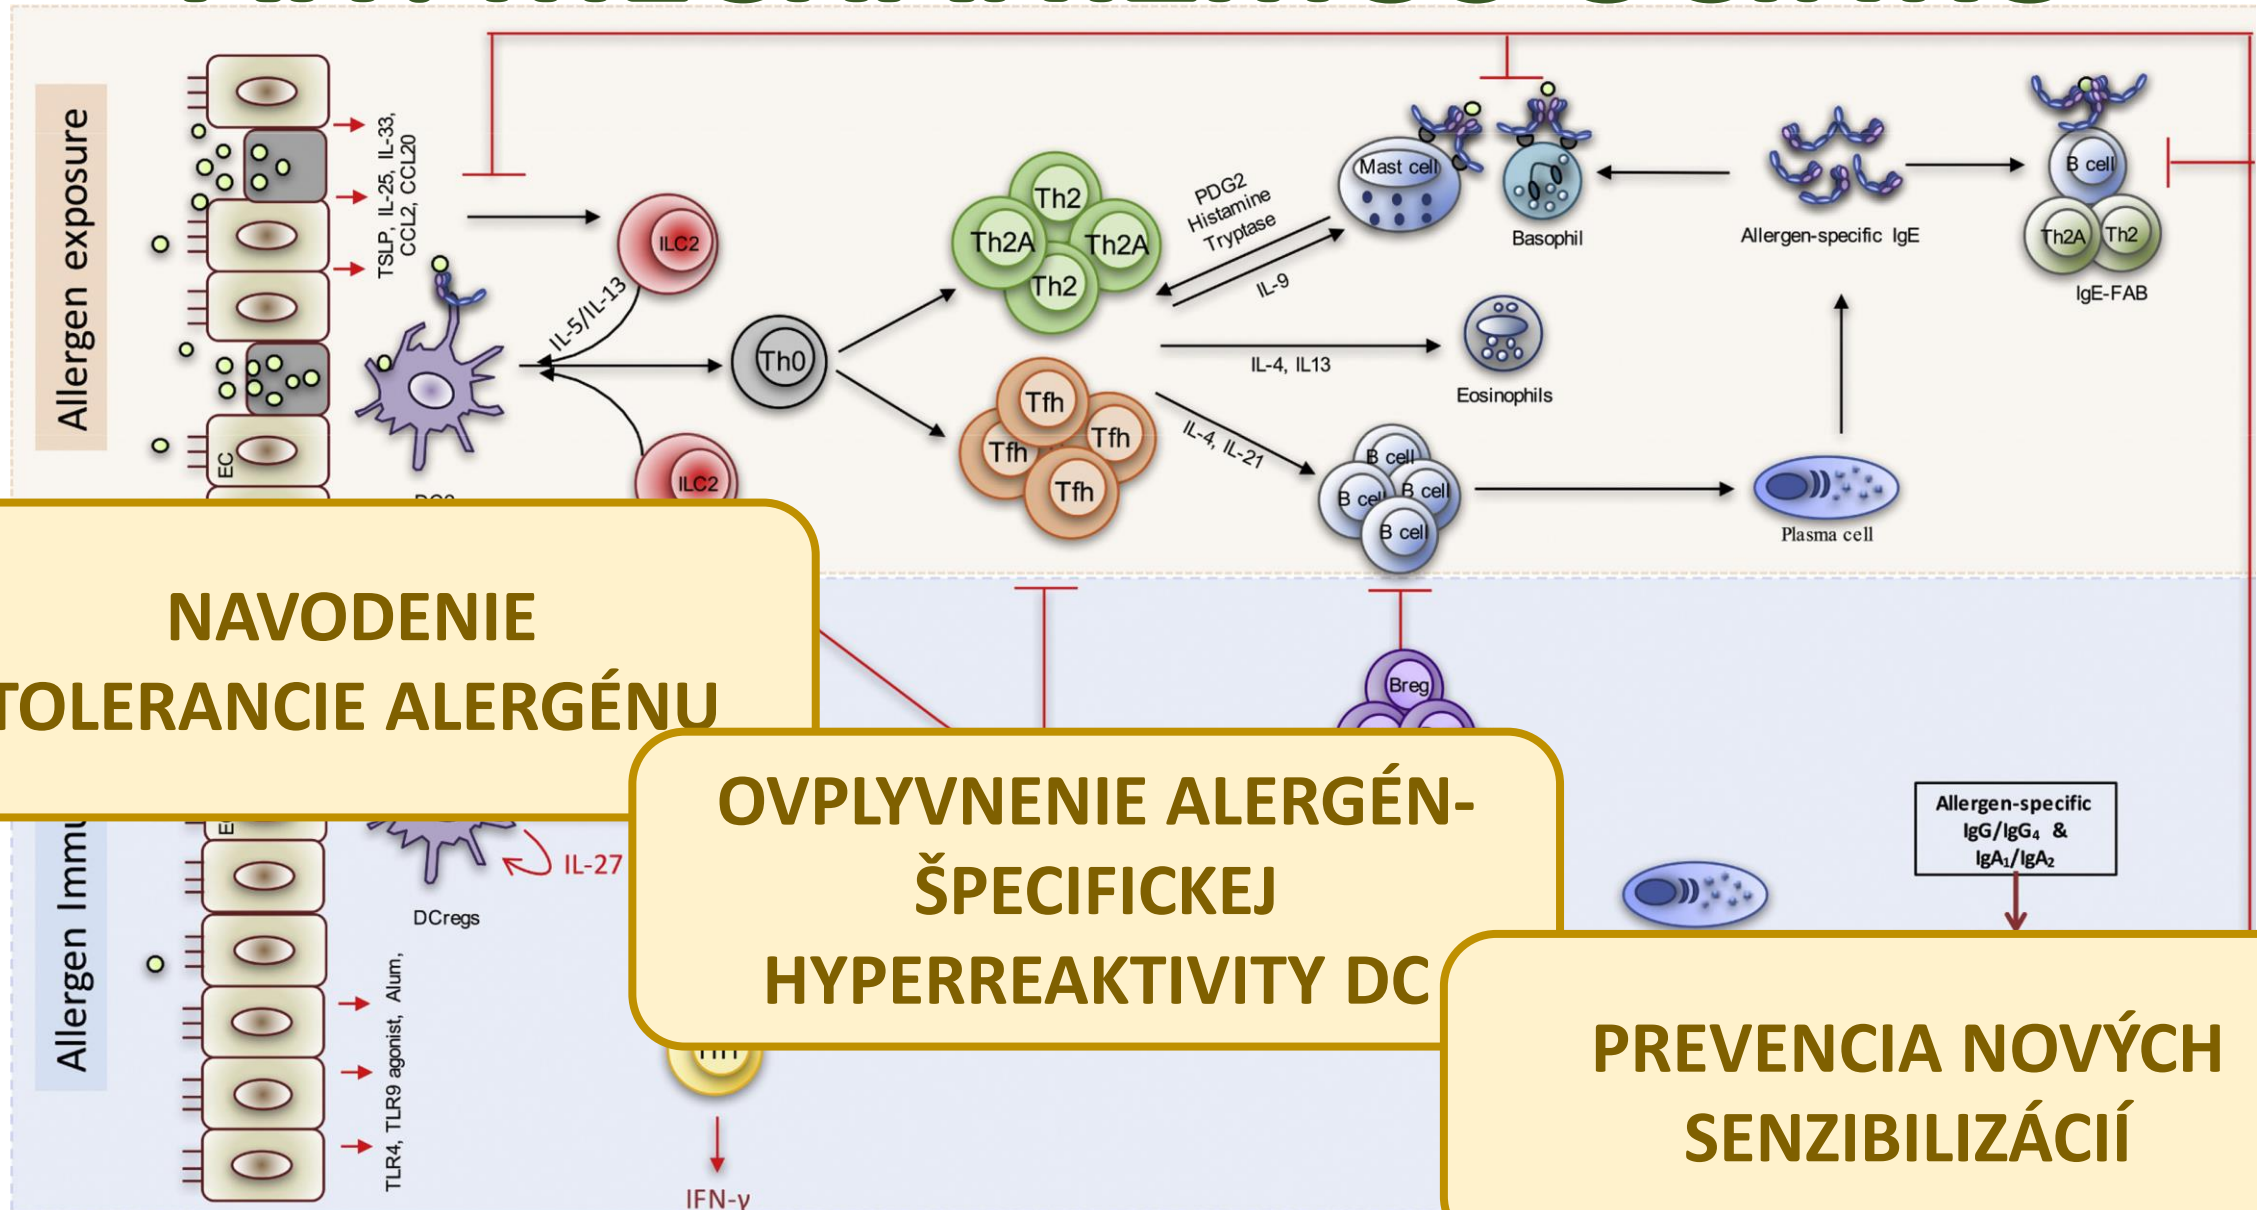 Allergen exposure
TSLP, IL-25, IL-33,
CCL2, CCL20
EC
ILC2
IL-5/IL-13
ILC2
Th0
Th2
Th2A
Th2A
Th2
Tfh
Tfh
Tfh
Tfh
PDG2
Histamine
Tryptase
IL-9
IL-4, IL13
IL-4, IL-21
Mast cell
Basophil
Eosinophils
B cell
B cell
B cell
B cell
Plasma cell
Allergen-specific IgE
B cell
Th2A
Th2
IgE-FAB
NAVODENIE
TOLERANCIE ALERGÉNU
Breg
OVPLYVNENIE ALERGÉN-
ŠPECIFICKEJ
HYPERREAKTIVITY DC
Allergen-specific
IgG/IgG₄ &
IgA₁/IgA₂
PREVENCIA NOVÝCH
SENZIBILIZÁCIÍ
Allergen
IL-27
DCregs
TLR4, TLR9 agonist, Alum,
IFN-γ